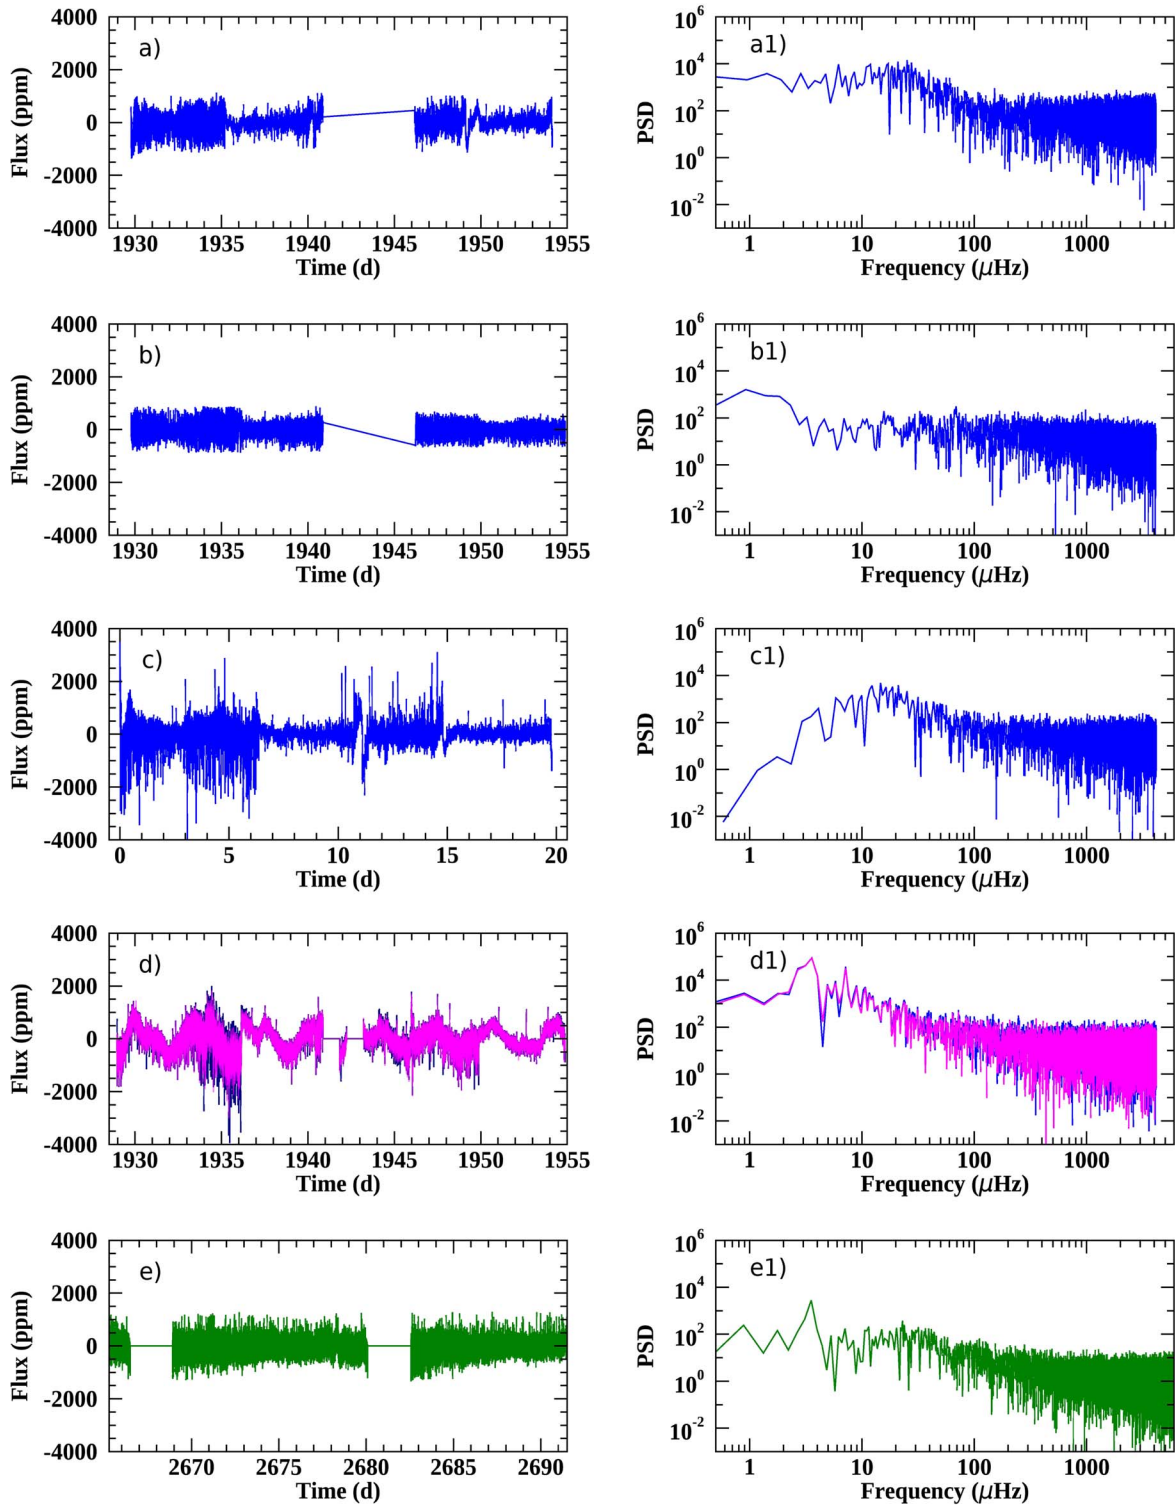 a)
Flux (ppm)
4000
2000
0
-2000
-4000
1930 1935 1940 1945 1950 1955
Time (d)
a1)
PSD
10^6
10^4
10^2
10^0
10^-2
1 10 100 1000
Frequency (μHz)
b)
Flux (ppm)
4000
2000
0
-2000
-4000
1930 1935 1940 1945 1950 1955
Time (d)
b1)
PSD
10^6
10^4
10^2
10^0
10^-2
1 10 100 1000
Frequency (μHz)
c)
Flux (ppm)
4000
2000
0
-2000
-4000
0 5 10 15 20
Time (d)
c1)
PSD
10^6
10^4
10^2
10^0
10^-2
1 10 100 1000
Frequency (μHz)
d)
Flux (ppm)
4000
2000
0
-2000
-4000
1930 1935 1940 1945 1950 1955
Time (d)
d1)
PSD
10^6
10^4
10^2
10^0
10^-2
1 10 100 1000
Frequency (μHz)
e)
Flux (ppm)
4000
2000
0
-2000
-4000
2670 2675 2680 2685 2690
Time (d)
e1)
PSD
10^6
10^4
10^2
10^0
10^-2
1 10 100 1000
Frequency (μHz)